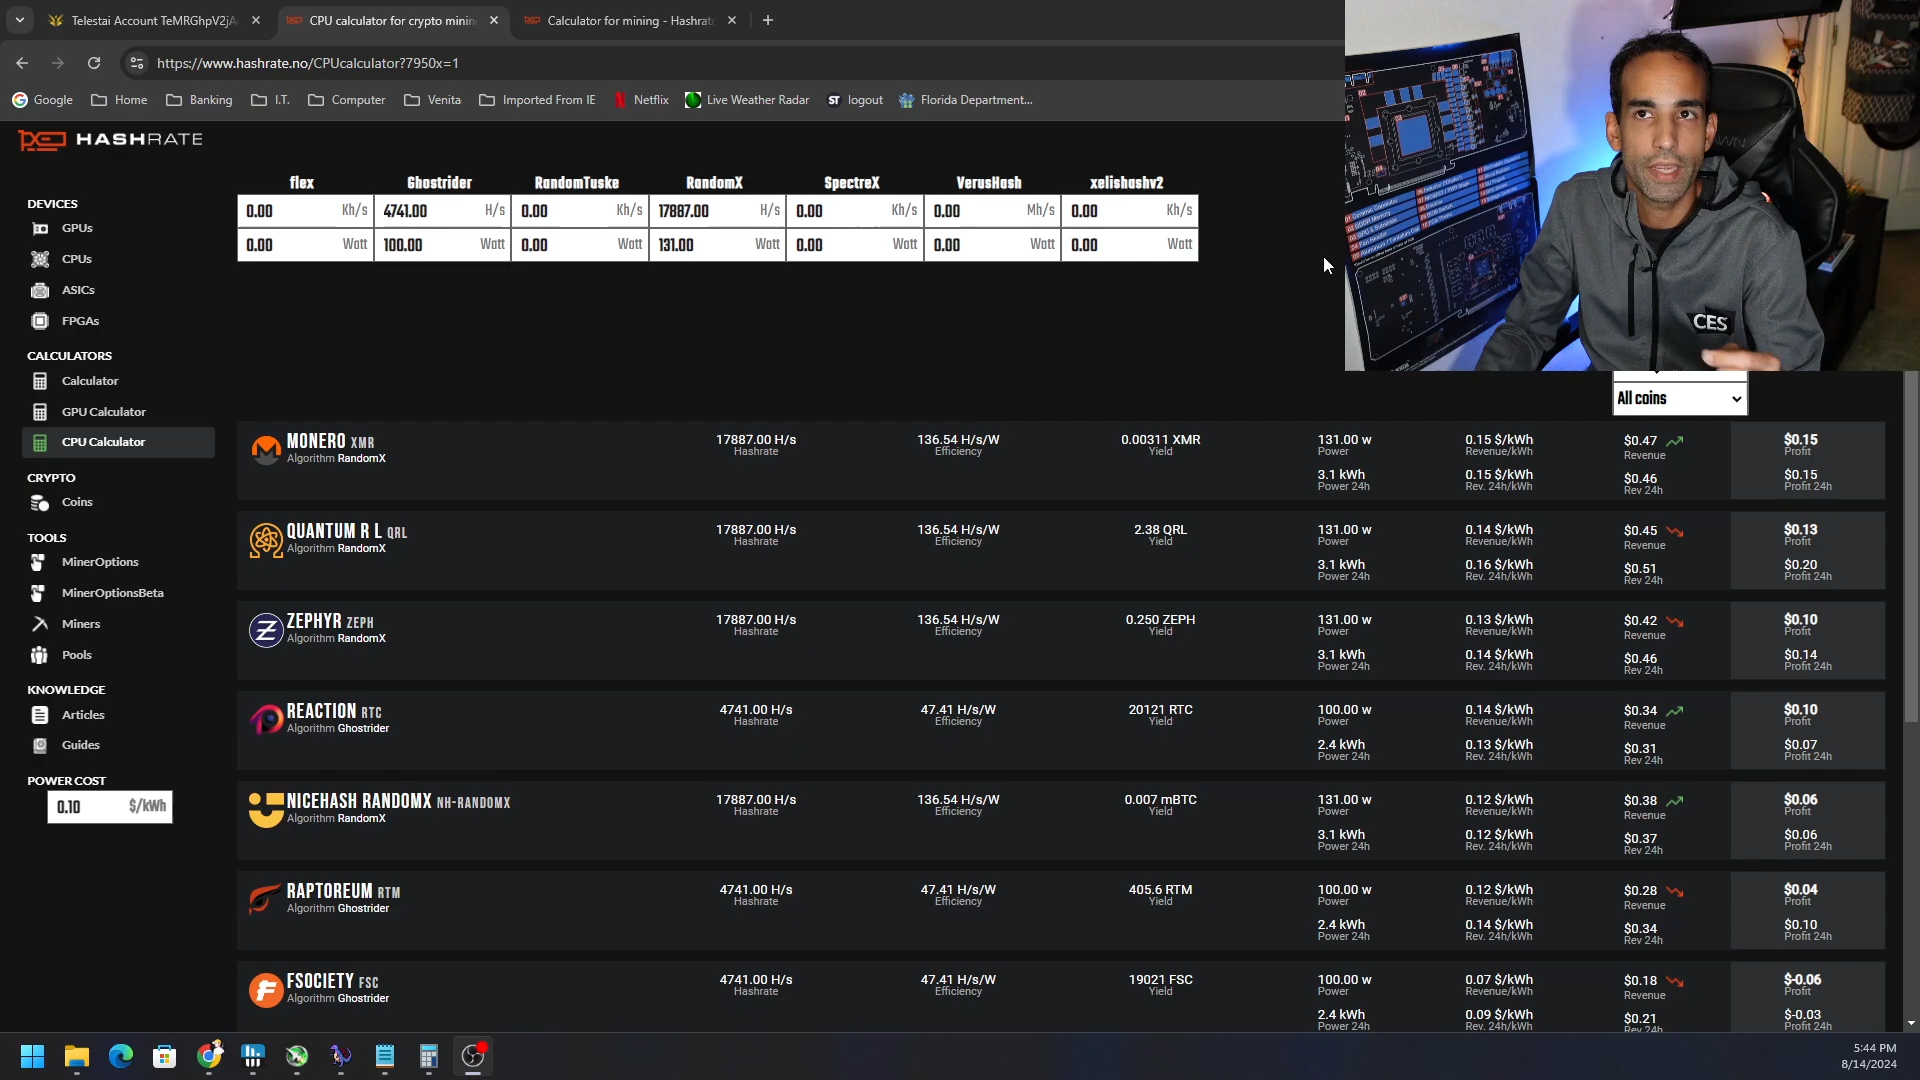 Telestai Account TeMRGhpV2jA
CPU calculator for crypto minin
Calculator for mining - Hashrat
https://www.hashrate.no/CPUcalculator?7950x=1
Google
Home
Banking
I.T.
Computer
Venita
Imported From IE
Netflix
Live Weather Radar
ST logout
Florida Department...
HASHRATE
DEVICES
GPUs
CPUs
ASICs
FPGAs
CALCULATORS
Calculator
GPU Calculator
CPU Calculator
CRYPTO
Coins
TOOLS
MinerOptions
MinerOptionsBeta
Miners
Pools
KNOWLEDGE
Articles
Guides
POWER COST
0.10 $/kWh
flex Ghostrider RandomTuske RandomX SpectreX VerusHash xelishashv2
0.00 Kh/s 4741.00 H/s 0.00 Kh/s 17887.00 H/s 0.00 Kh/s 0.00 Mh/s 0.00 Kh/s
0.00 Watt 100.00 Watt 0.00 Watt 131.00 Watt 0.00 Watt 0.00 Watt 0.00 Watt
CES
All coins
MONERO XMR 17887.00 H/s 136.54 H/s/W 0.00311 XMR 131.00 w 0.15 $/kWh $0.47 $0.15
Algorithm RandomX Hashrate Efficiency Yield Power Revenue/kWh Revenue Profit
3.1 kWh 0.15 $/kWh $0.46 $0.15
Power 24h Rev. 24h/kWh Rev 24h Profit 24h
QUANTUM R L QRL 17887.00 H/s 136.54 H/s/W 2.38 QRL 131.00 w 0.14 $/kWh $0.45 $0.13
Algorithm RandomX Hashrate Efficiency Yield Power Revenue/kWh Revenue Profit
3.1 kWh 0.16 $/kWh $0.51 $0.20
Power 24h Rev. 24h/kWh Rev 24h Profit 24h
ZEPHYR ZEPH 17887.00 H/s 136.54 H/s/W 0.250 ZEPH 131.00 w 0.13 $/kWh $0.42 $0.10
Algorithm RandomX Hashrate Efficiency Yield Power Revenue/kWh Revenue Profit
3.1 kWh 0.14 $/kWh $0.46 $0.14
Power 24h Rev. 24h/kWh Rev 24h Profit 24h
REACTION RTC 4741.00 H/s 47.41 H/s/W 20121 RTC 100.00 w 0.14 $/kWh $0.34 $0.10
Algorithm Ghostrider Hashrate Efficiency Yield Power Revenue/kWh Revenue Profit
2.4 kWh 0.13 $/kWh $0.31 $0.07
Power 24h Rev. 24h/kWh Rev 24h Profit 24h
NICEHASH RANDOMX NH-RANDOMX 17887.00 H/s 136.54 H/s/W 0.007 mBTC 131.00 w 0.12 $/kWh $0.38 $0.06
Algorithm RandomX Hashrate Efficiency Yield Power Revenue/kWh Revenue Profit
3.1 kWh 0.12 $/kWh $0.37 $0.06
Power 24h Rev. 24h/kWh Rev 24h Profit 24h
RAPTOREUM RTM 4741.00 H/s 47.41 H/s/W 405.6 RTM 100.00 w 0.12 $/kWh $0.28 $0.04
Algorithm Ghostrider Hashrate Efficiency Yield Power Revenue/kWh Revenue Profit
2.4 kWh 0.14 $/kWh $0.34 $0.10
Power 24h Rev. 24h/kWh Rev 24h Profit 24h
FSOCIETY FSC 4741.00 H/s 47.41 H/s/W 19021 FSC 100.00 w 0.07 $/kWh $0.18 $-0.06
Algorithm Ghostrider Hashrate Efficiency Yield Power Revenue/kWh Revenue Profit
2.4 kWh 0.09 $/kWh $0.21 $-0.03
Power 24h Rev. 24h/kWh Rev 24h Profit 24h
5:44 PM
8/14/2024